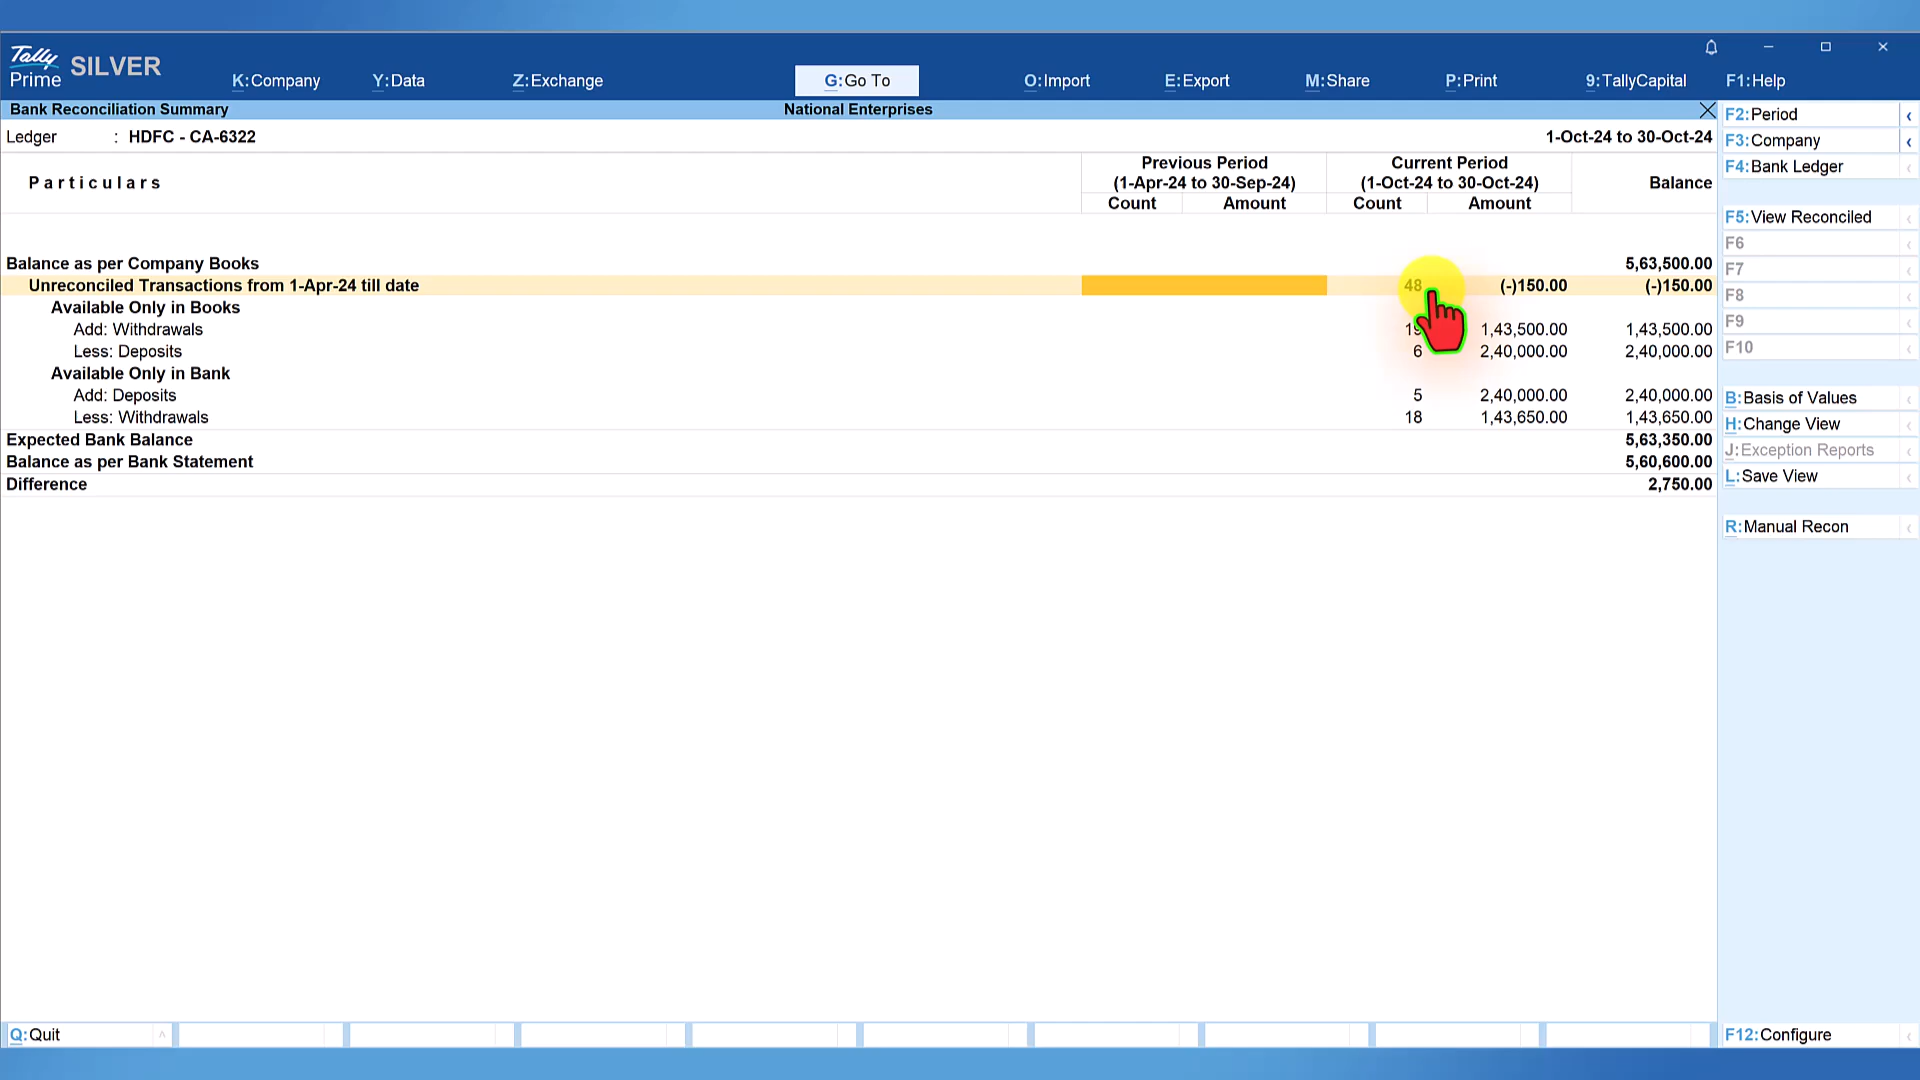 Tally
Prime SILVER
K:Company Y:Data Z:Exchange G:Go To O:Import E:Export M:Share P:Print 9:TallyCapital F1:Help
Bank Reconciliation Summary National Enterprises
Ledger : HDFC - CA-6322 1-Oct-24 to 30-Oct-24
Particulars Previous Period Current Period Balance
(1-Apr-24 to 30-Sep-24) (1-Oct-24 to 30-Oct-24)
Count Amount Count Amount
Balance as per Company Books 5,63,500.00
Unreconciled Transactions from 1-Apr-24 till date 48 (-)150.00 (-)150.00
Available Only in Books
Add: Withdrawals 1,43,500.00 1,43,500.00
Less: Deposits 6 2,40,000.00 2,40,000.00
Available Only in Bank
Add: Deposits 5 2,40,000.00 2,40,000.00
Less: Withdrawals 18 1,43,650.00 1,43,650.00
Expected Bank Balance 5,63,350.00
Balance as per Bank Statement 5,60,600.00
Difference 2,750.00
F2:Period
F3:Company
F4:Bank Ledger
F5:View Reconciled
F6
F7
F8
F9
F10
B:Basis of Values
H:Change View
J:Exception Reports
L:Save View
R:Manual Recon
Q:Quit F12:Configure